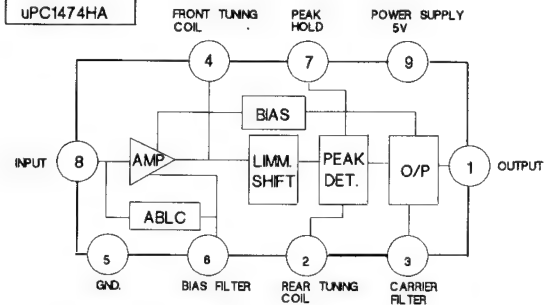 uPC1474HA
FRONT TUNING
COIL
PEAK
HOLD
POWER SUPPLY
5V
4
7
9
BIAS
INPUT
8
AMP
LIMM.
SHIFT
PEAK
DET.
O/P
1
OUTPUT
ABLC
5
6
2
3
GND.
BIAS FILTER
REAR TUNING
COIL
CARRIER
FILTER